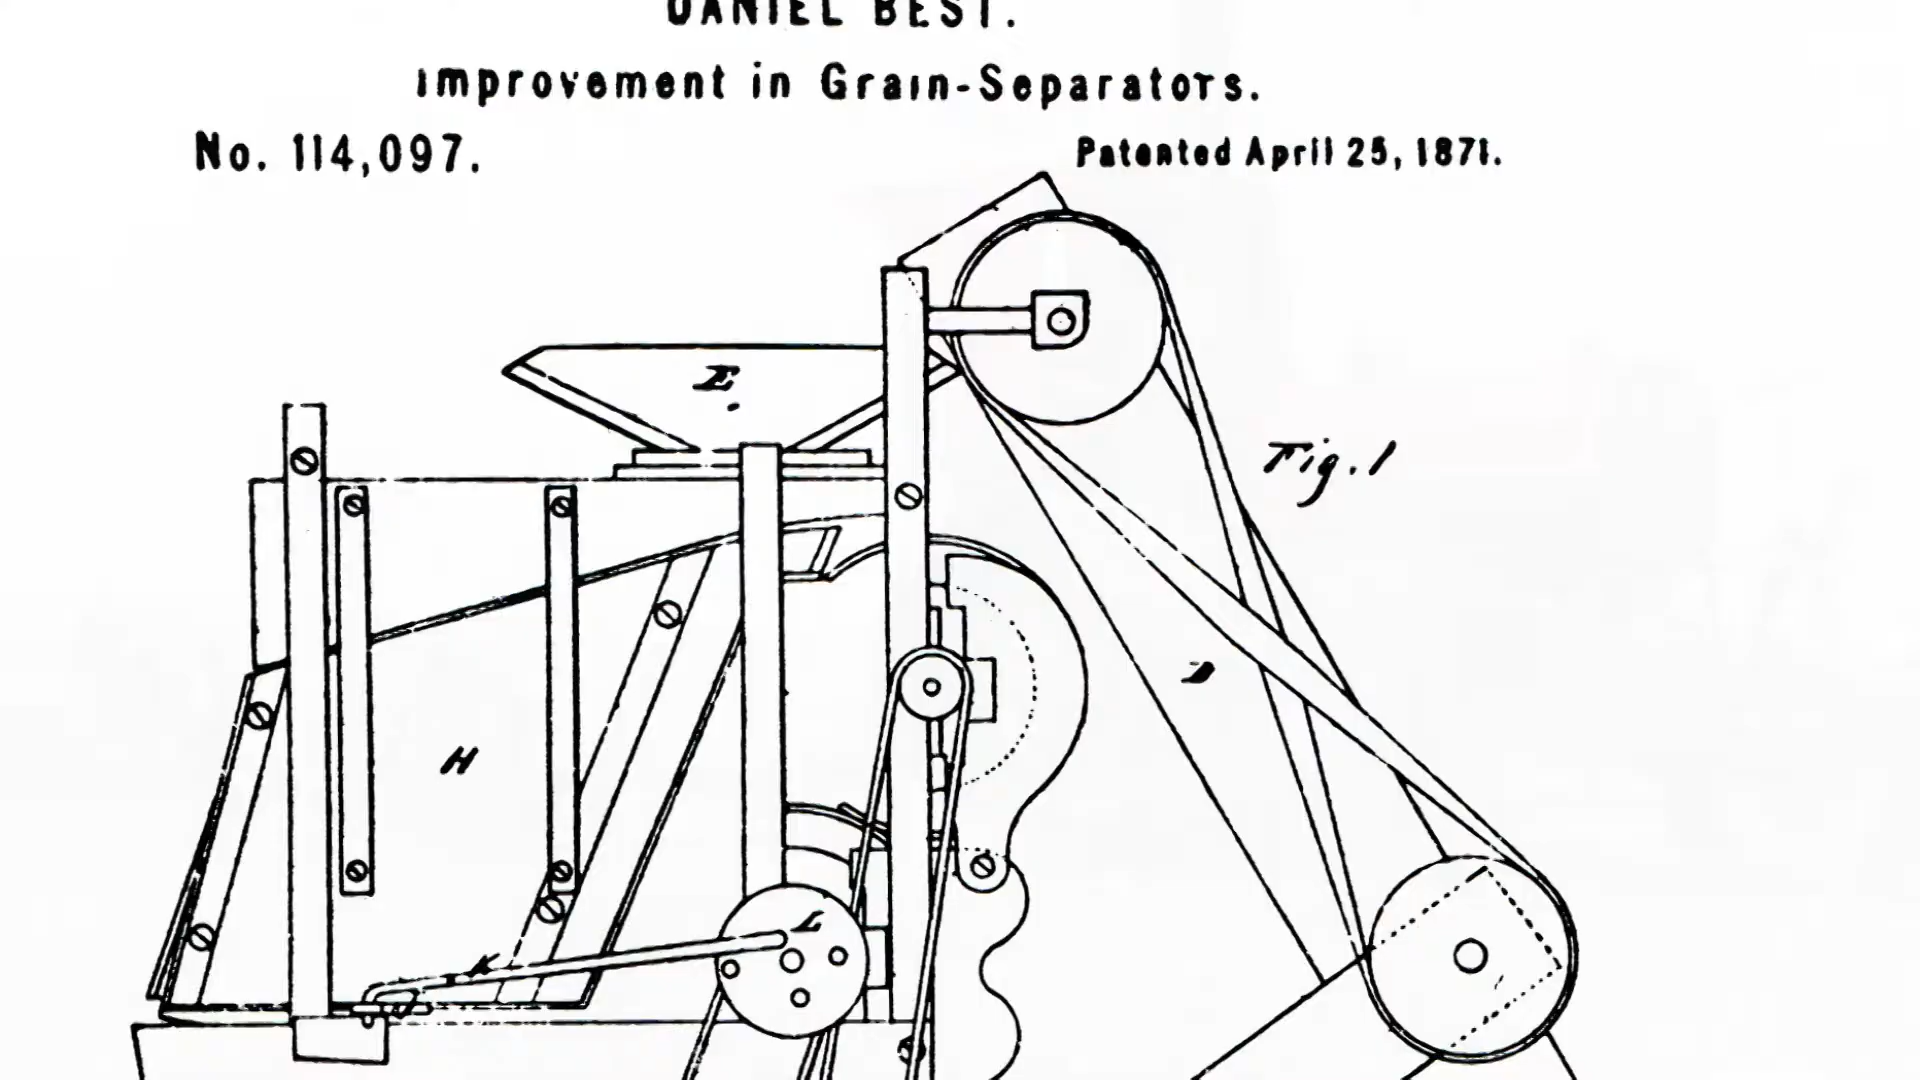 DANIEL BEST.
Improvement in Grain-Separators.
No. 114,097.
Patented April 25, 1871.
E
Fig. 1
D
H
L
K